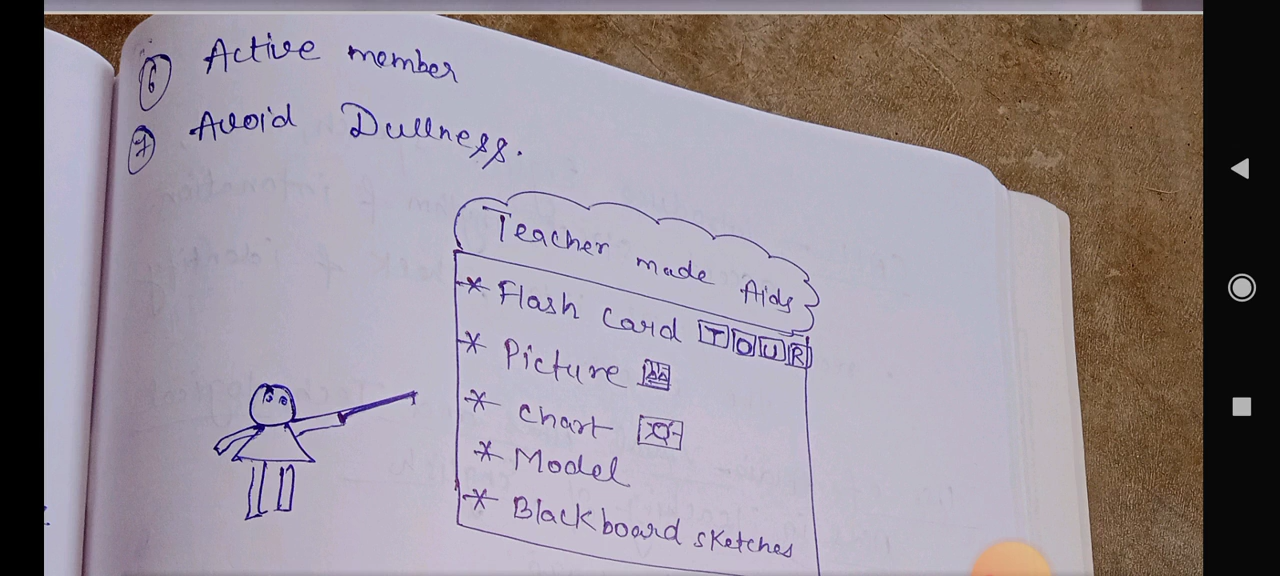 6 Active member
7 Avoid Dullness.
Teacher made Aids
* Flash card T O U R
* Picture
* Chart
* Model
* Blackboard sketches